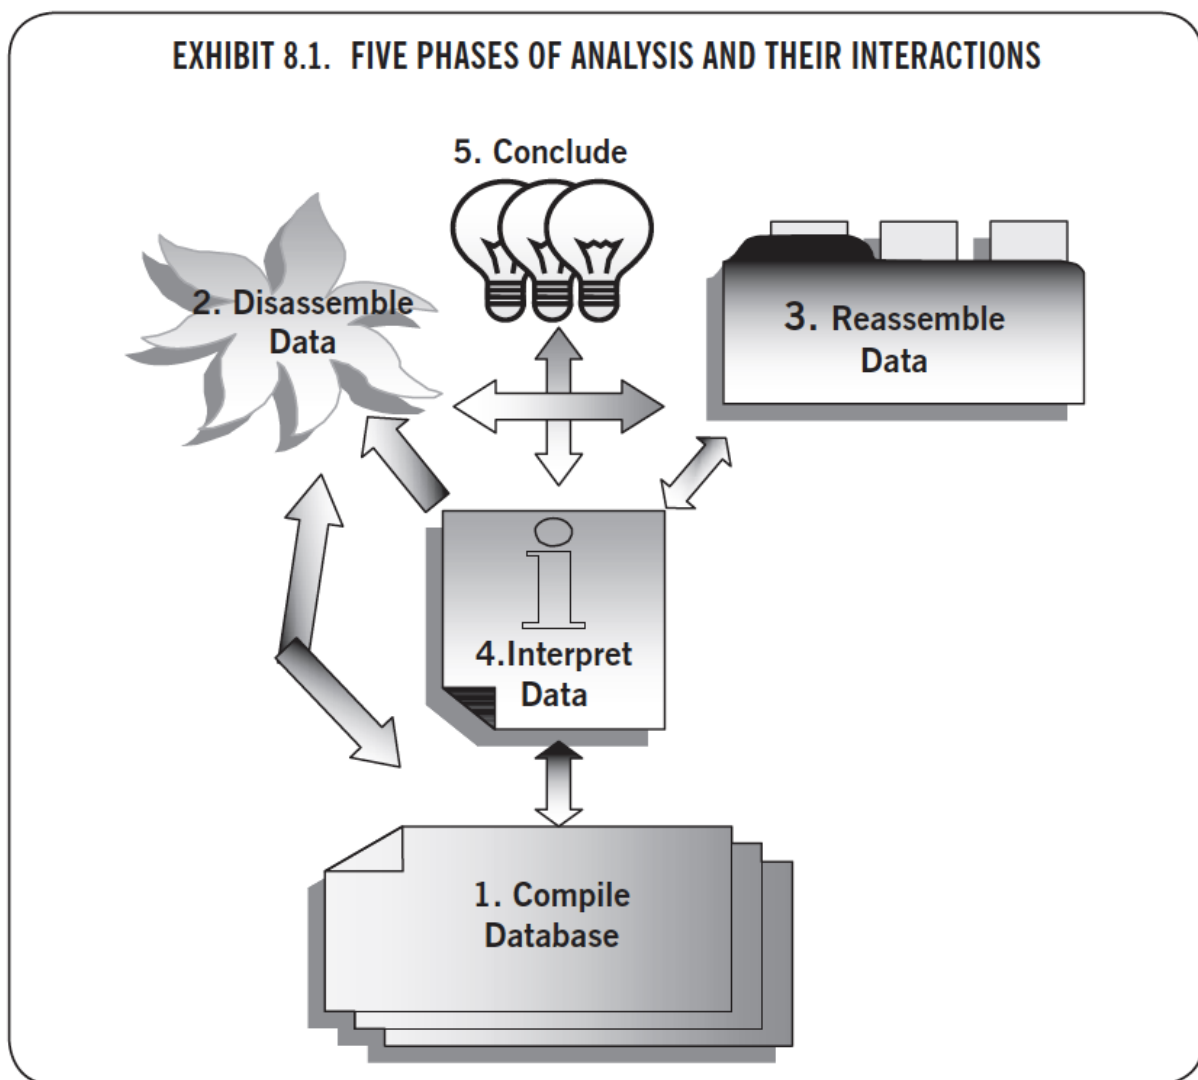 EXHIBIT 8.1. FIVE PHASES OF ANALYSIS AND THEIR INTERACTIONS
5. Conclude
2. Disassemble
Data
3. Reassemble
Data
4.Interpret
Data
1. Compile
Database